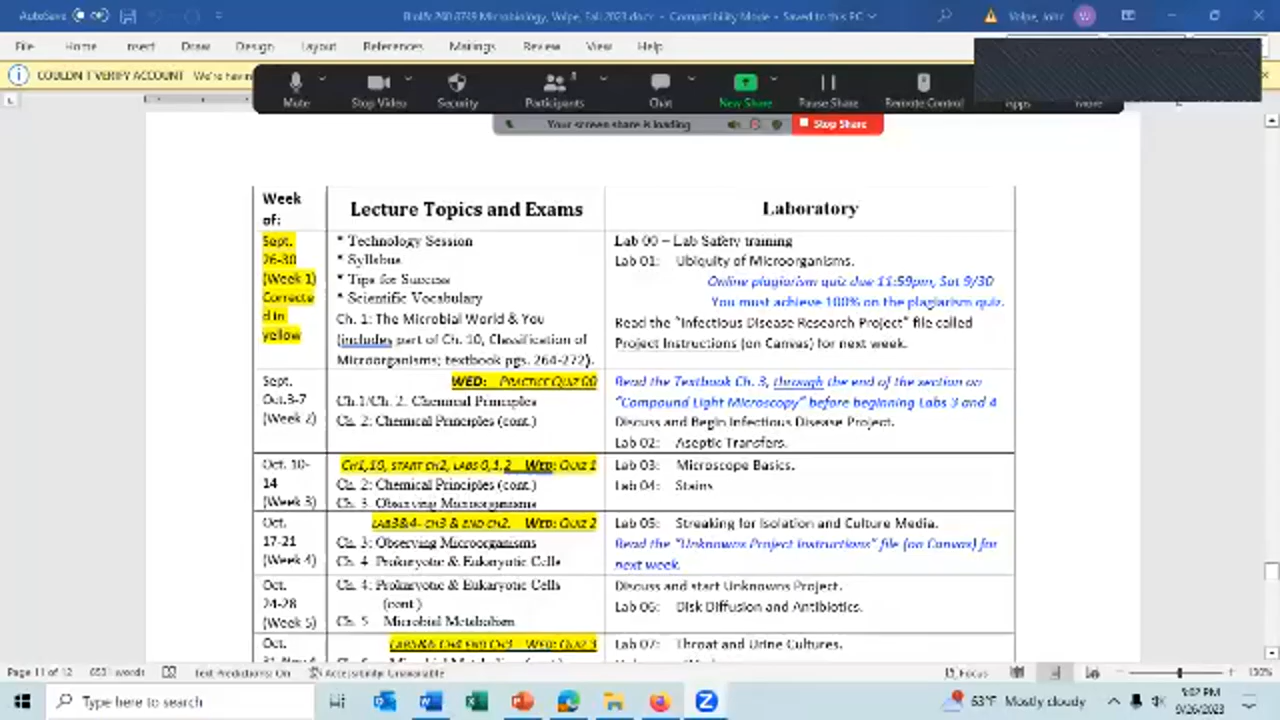 AutoSave
Biolife 260 8749 Microbiology, Volpe, Fall 2023.docx - Compatibility Mode - Saved to this PC
Volpe, John
File Home Insert Draw Design Layout References Mailings Review View Help
COULDN'T VERIFY ACCOUNT We're havin
Mute Stop Video Security Participants Chat New Share Pause Share Remote Control Apps More
Your screen share is loading Stop Share
Week of:
Lecture Topics and Exams
Laboratory
Sept.
26-30
(Week 1)
Correcte
d in
yellow
* Technology Session
* Syllabus
* Tips for Success
* Scientific Vocabulary
Ch. 1: The Microbial World & You
(includes part of Ch. 10, Classification of
Microorganisms; textbook pgs. 264-272).
Lab 00 – Lab Safety training
Lab 01: Ubiquity of Microorganisms.
Online plagiarism quiz due 11:59pm, Sat 9/30
You must achieve 100% on the plagiarism quiz.
Read the "Infectious Disease Research Project" file called
Project Instructions (on Canvas) for next week.
Sept.
Oct.3-7
(Week 2)
WED: PRACTICE QUIZ 00
Ch.1/Ch. 2: Chemical Principles
Ch. 2: Chemical Principles (cont.)
Read the Textbook Ch. 3, through the end of the section on
"Compound Light Microscopy" before beginning Labs 3 and 4
Discuss and Begin Infectious Disease Project.
Lab 02: Aseptic Transfers.
Oct. 10-
14
(Week 3)
CH1,10, START CH2, LABS 0,1,2 WED: QUIZ 1
Ch. 2: Chemical Principles (cont.)
Ch. 3: Observing Microorganisms
Lab 03: Microscope Basics.
Lab 04: Stains
Oct.
17-21
(Week 4)
LAB3&4- CH3 & END CH2. WED: QUIZ 2
Ch. 3: Observing Microorganisms
Ch. 4: Prokaryotic & Eukaryotic Cells
Lab 05: Streaking for Isolation and Culture Media.
Read the "Unknowns Project Instructions" file (on Canvas) for
next week.
Oct.
24-28
(Week 5)
Ch. 4: Prokaryotic & Eukaryotic Cells
(cont.)
Ch. 5: Microbial Metabolism
Discuss and start Unknowns Project.
Lab 06: Disk Diffusion and Antibiotics.
Oct.
LAB5&6 CH4 END CH3 WED: QUIZ 3
Lab 07: Throat and Urine Cultures.
Page 11 of 12 words Text Predictions: On Accessibility: Unavailable Focus 130%
Type here to search
63°F Mostly cloudy
9/26/2023